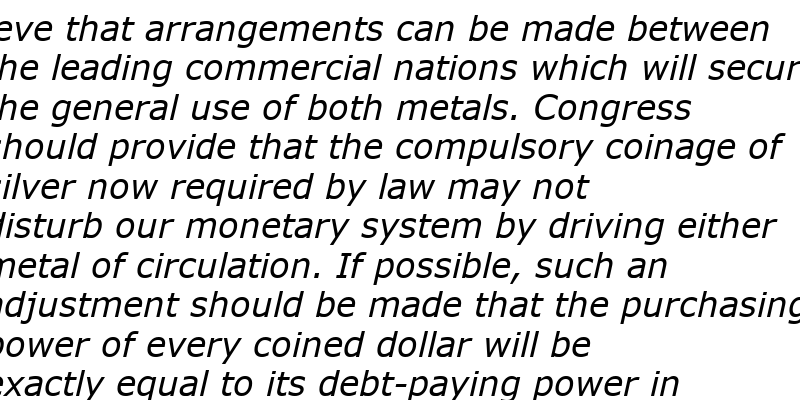 eve that arrangements can be made between
he leading commercial nations which will secur
he general use of both metals. Congress
hould provide that the compulsory coinage of
silver now required by law may not
disturb our monetary system by driving either
metal of circulation. If possible, such an
adjustment should be made that the purchasing
power of every coined dollar will be
exactly equal to its debt-paying power in